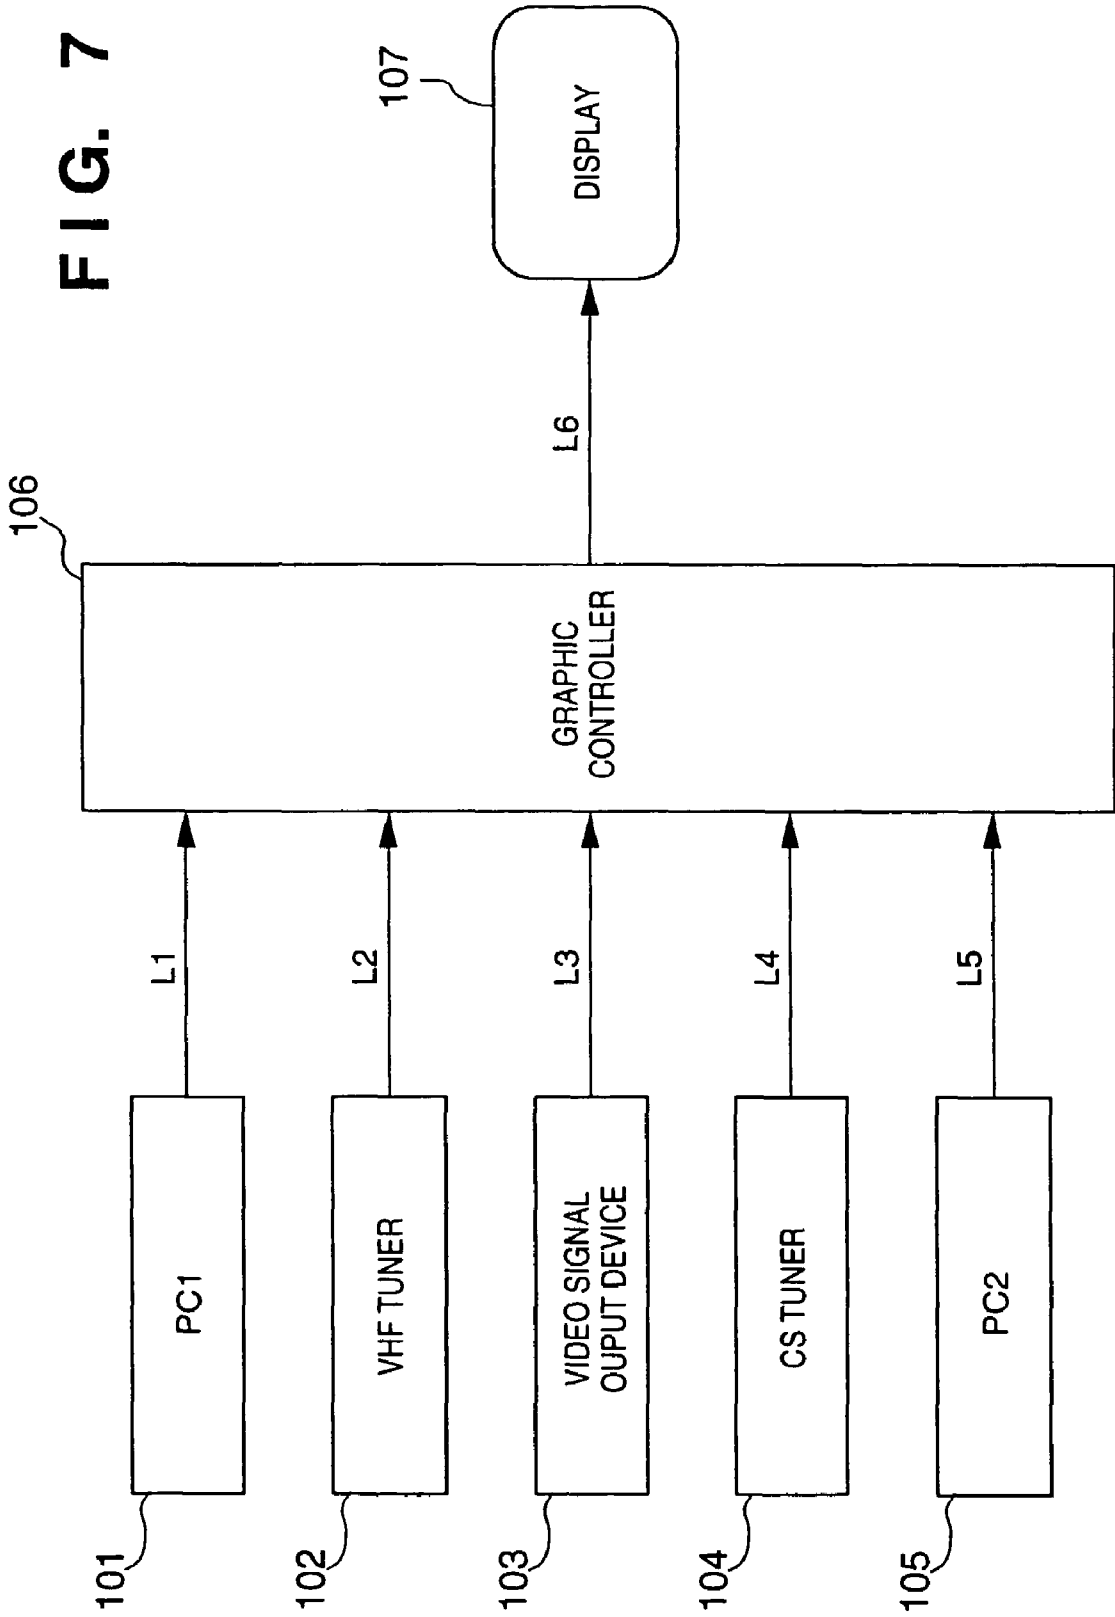 FIG. 7
106
107
101
PC1
L1
102
VHF TUNER
L2
103
VIDEO SIGNAL
OUPUT DEVICE
L3
GRAPHIC
CONTROLLER
L6
DISPLAY
104
CS TUNER
L4
105
PC2
L5